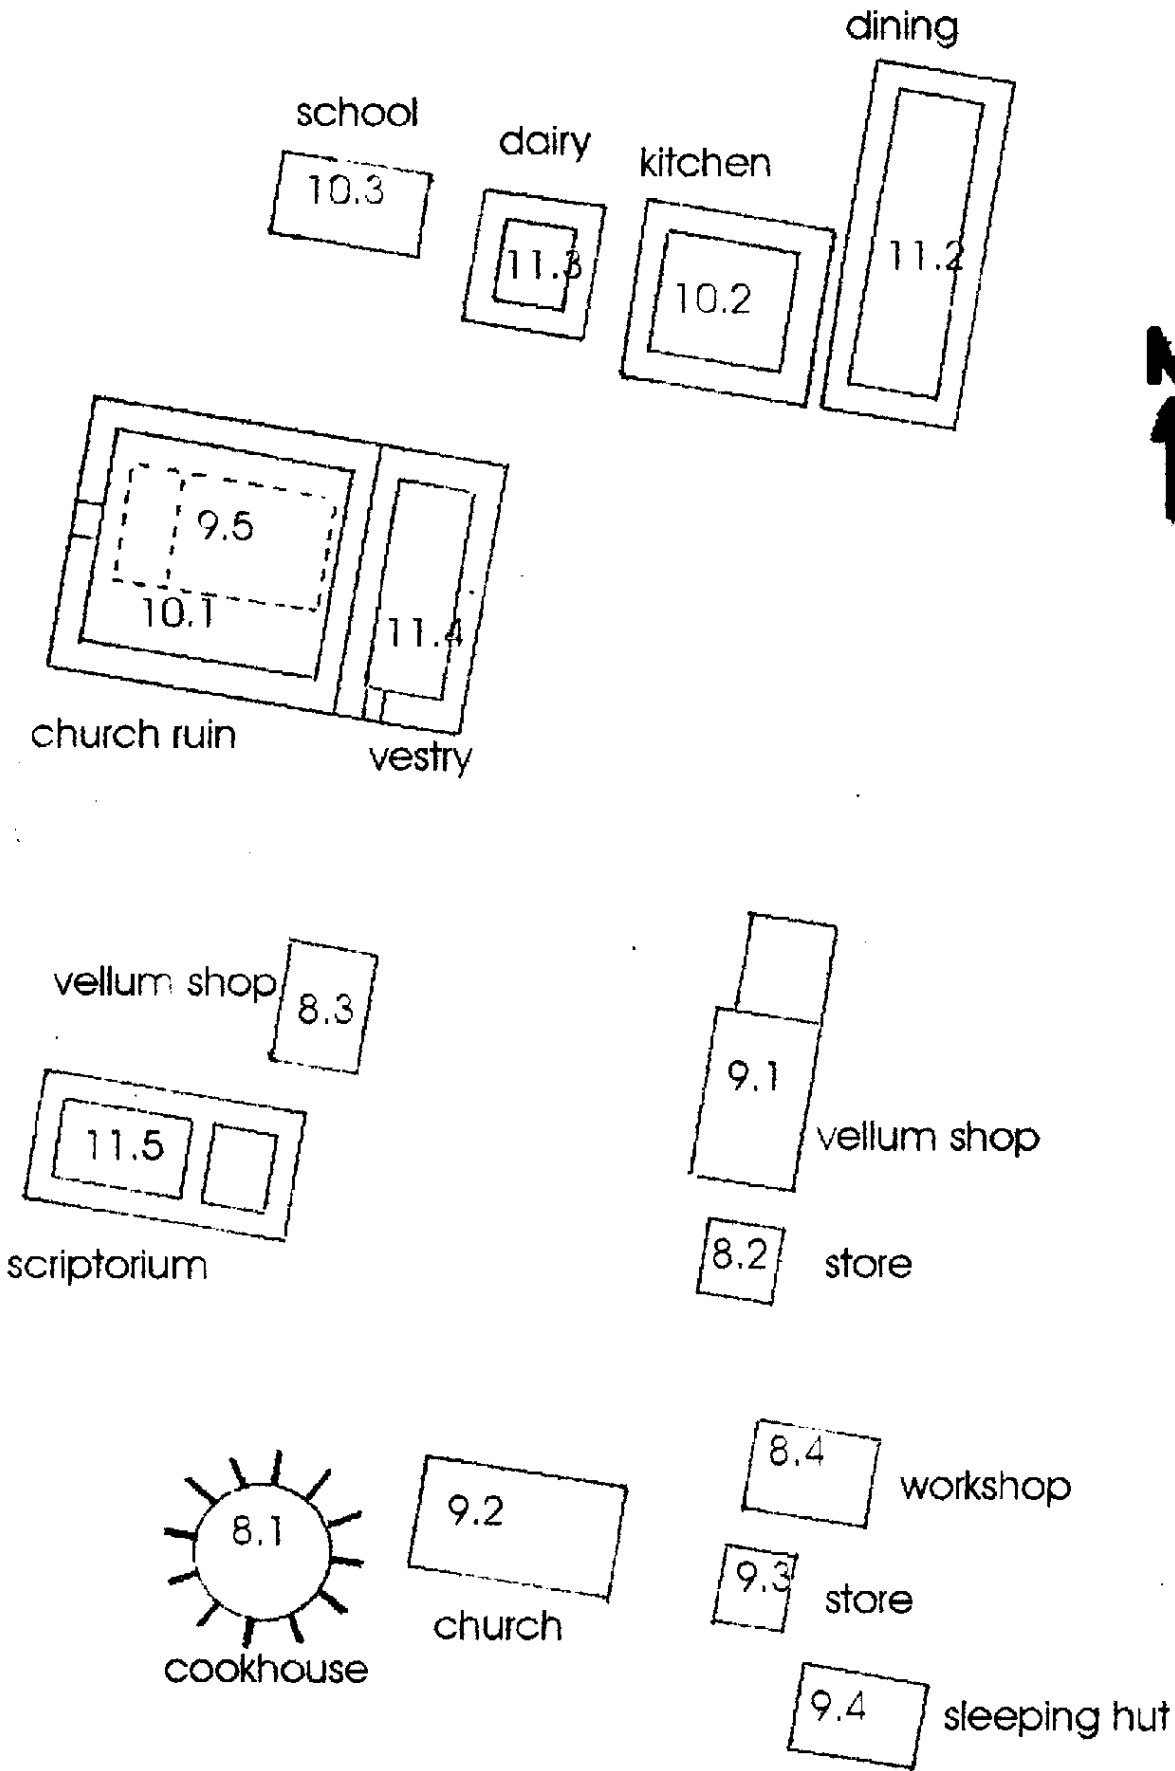 dining
school
dairy
kitchen
10.3
11.3
10.2
11.2
9.5
10.1
11.4
church ruin
vestry
vellum shop
8.3
9.1
vellum shop
11.5
scriptorium
8.2
store
8.4
workshop
8.1
9.2
9.3
store
church
cookhouse
9.4
sleeping hut